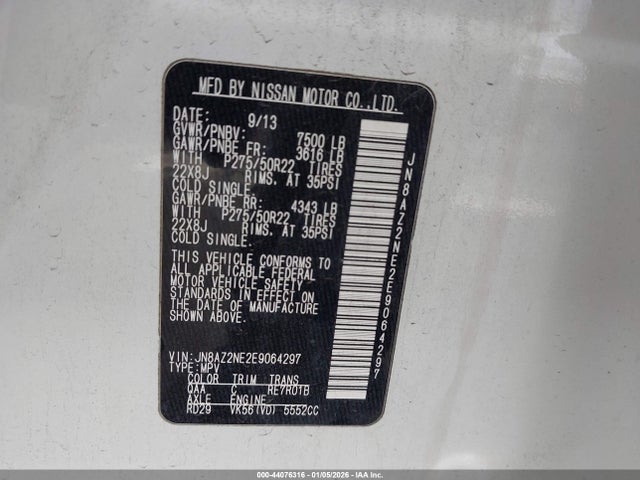 MFD BY NISSAN MOTOR CO.,LTD.
DATE: 9/13
GVWR/PNBV: 7500 LB
GAWR/PNBE FR: 3616 LB
WITH P275/50R22 TIRES
22X8J RIMS. AT 35PSI
COLD SINGLE.
GAWR/PNBE RR: 4343 LB
WITH P275/50R22 TIRES
22X8J RIMS. AT 35PSI
COLD SINGLE.
THIS VEHICLE CONFORMS TO
ALL APPLICABLE FEDERAL
MOTOR VEHICLE SAFETY
STANDARDS IN EFFECT ON
THE DATE OF MANUFACTURE
SHOWN ABOVE.
VIN:JN8AZ2NE2E9064297
TYPE:MPV
COLOR TRIM TRANS
QAA C RE7R01B
AXLE ENGINE
RD29 VK56(VD) 5552CC
JN8AZ2NE2E9064297
000-44076316 | 01/05/2026 | IAA Inc.